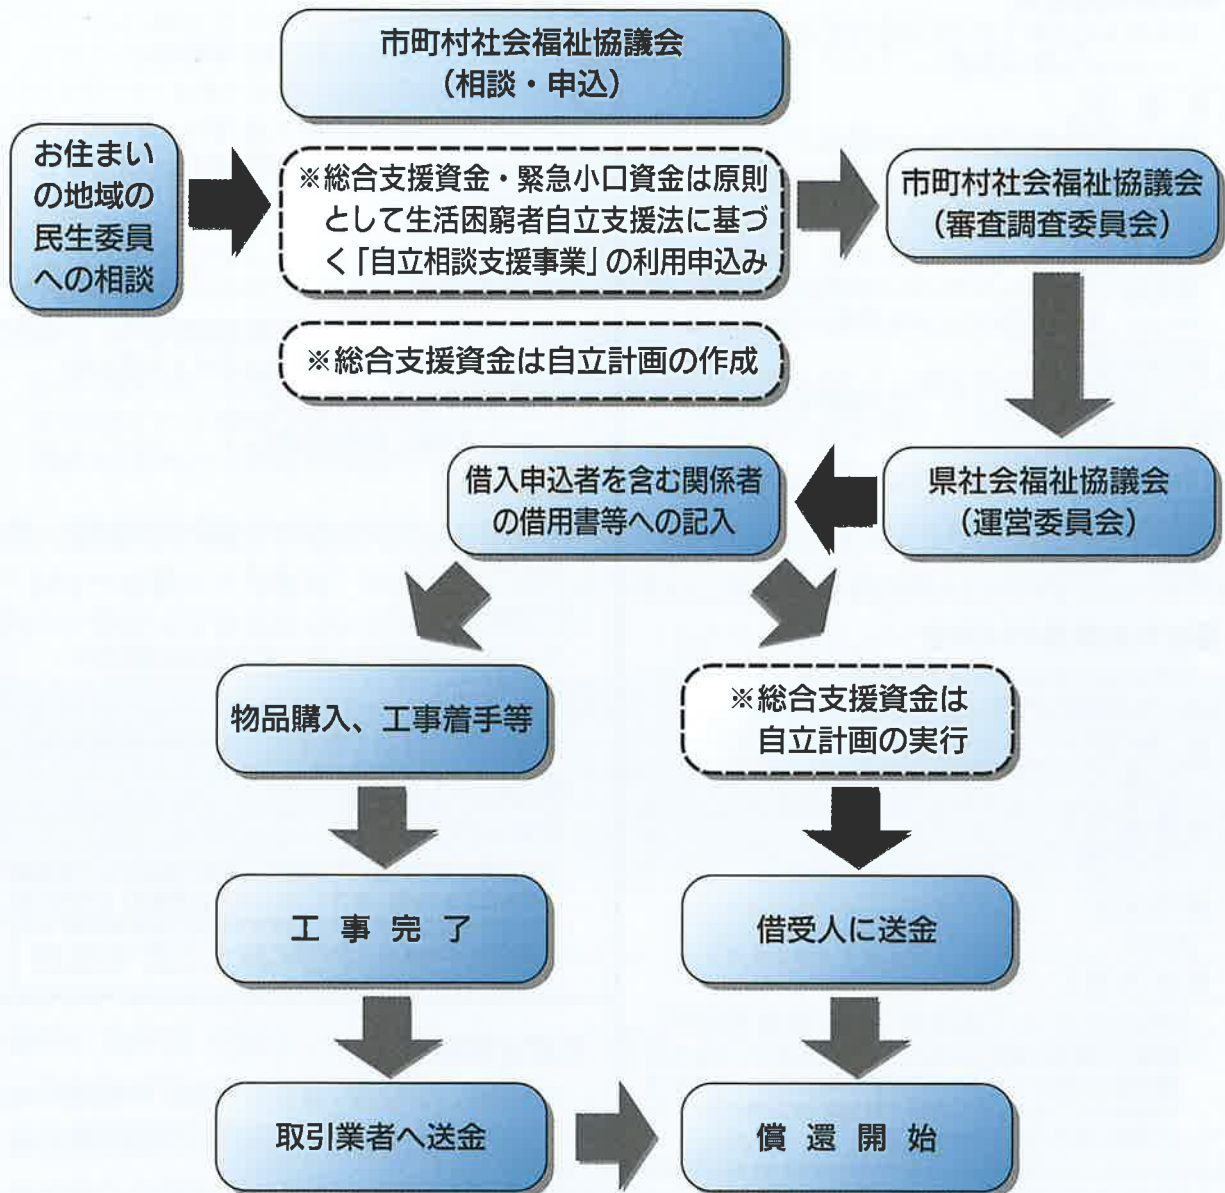 市町村社会福祉協議会
（相談・申込）
お住まい
の地域の
民生委員
への相談
※総合支援資金・緊急小口資金は原則
として生活困窮者自立支援法に基づ
く「自立相談支援事業」の利用申込み
※総合支援資金は自立計画の作成
市町村社会福祉協議会
（審査調査委員会）
県社会福祉協議会
（運営委員会）
借入申込者を含む関係者
の借用書等への記入
物品購入、工事着手等
工事完了
取引業者へ送金
※総合支援資金は
自立計画の実行
借受人に送金
償還開始